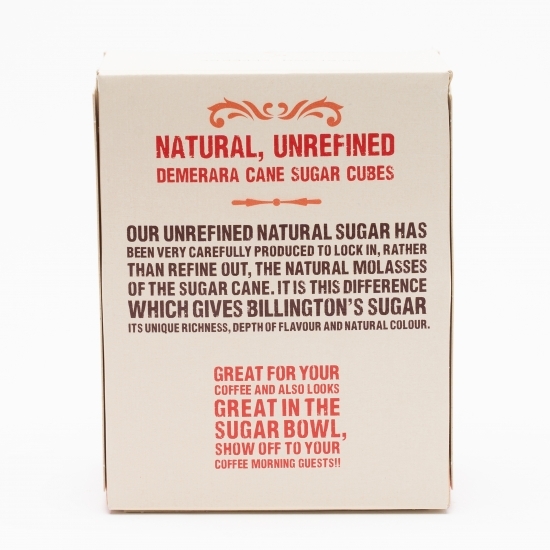 NATURAL, UNREFINED
DEMERARA CANE SUGAR CUBES
OUR UNREFINED NATURAL SUGAR HAS
BEEN VERY CAREFULLY PRODUCED TO LOCK IN, RATHER
THAN REFINE OUT, THE NATURAL MOLASSES
OF THE SUGAR CANE. IT IS THIS DIFFERENCE
WHICH GIVES BILLINGTON'S SUGAR
ITS UNIQUE RICHNESS, DEPTH OF FLAVOUR AND NATURAL COLOUR.
GREAT FOR YOUR
COFFEE AND ALSO LOOKS
GREAT IN THE
SUGAR BOWL,
SHOW OFF TO YOUR
COFFEE MORNING GUESTS!!